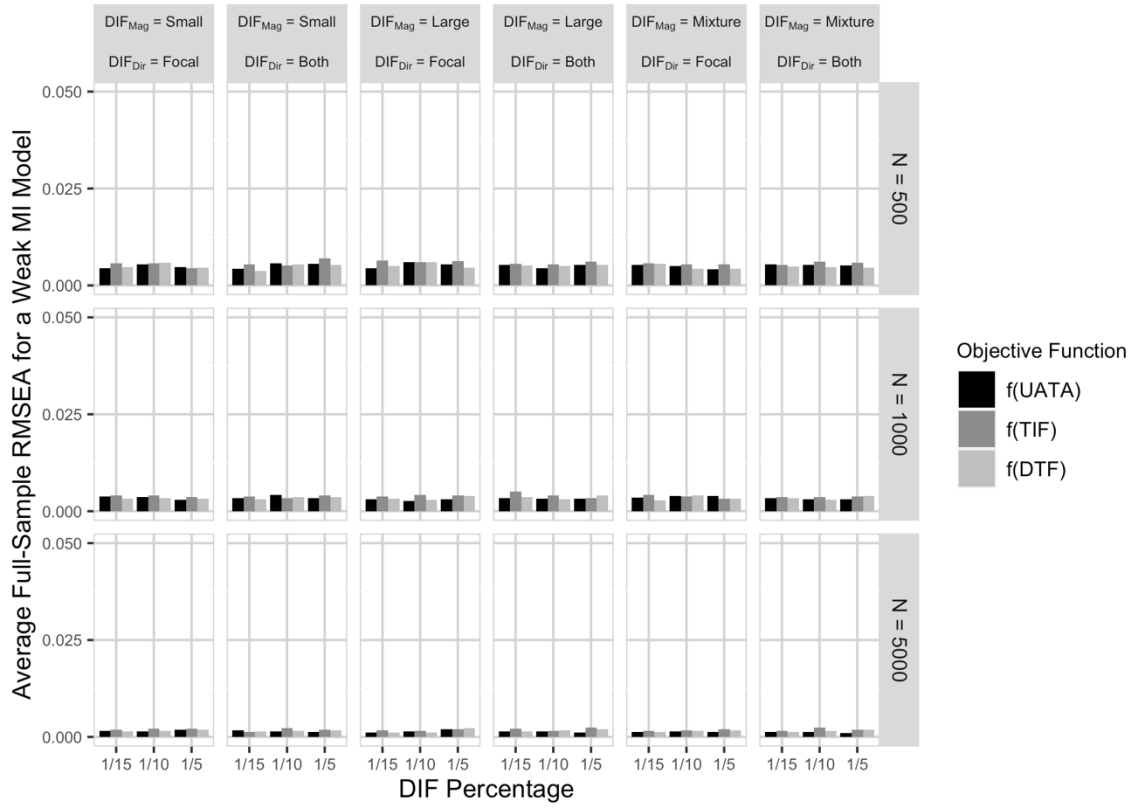 DIFMag = Small DIFMag = Small DIFMag = Large DIFMag = Large DIFMag = Mixture DIFMag = Mixture
DIFDir = Focal DIFDir = Both DIFDir = Focal DIFDir = Both DIFDir = Focal DIFDir = Both
Average Full-Sample RMSEA for a Weak MI Model
0.050
0.025
0.000
N = 500
0.050
0.025
0.000
N = 1000
0.050
0.025
0.000
N = 5000
1/15 1/10 1/5 1/15 1/10 1/5 1/15 1/10 1/5 1/15 1/10 1/5 1/15 1/10 1/5 1/15 1/10 1/5
DIF Percentage
Objective Function
f(UATA)
f(TIF)
f(DTF)